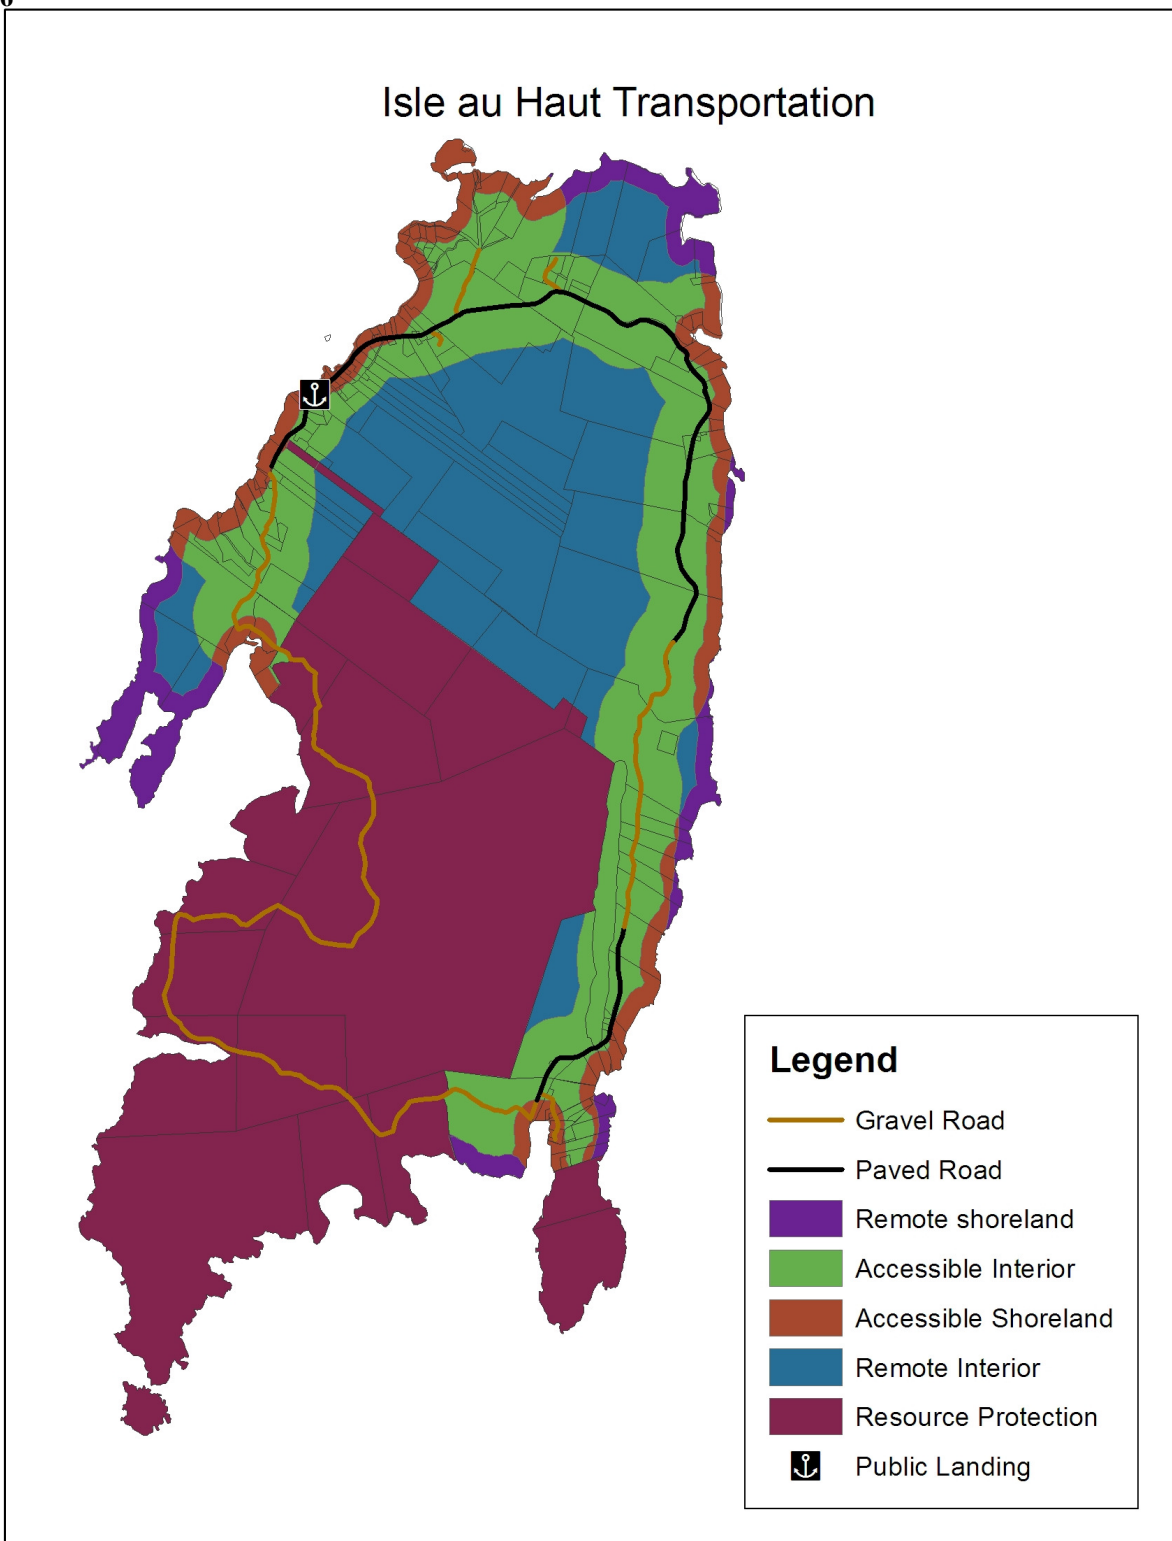 Isle au Haut Transportation
Legend
Gravel Road
Paved Road
Remote shoreland
Accessible Interior
Accessible Shoreland
Remote Interior
Resource Protection
Public Landing